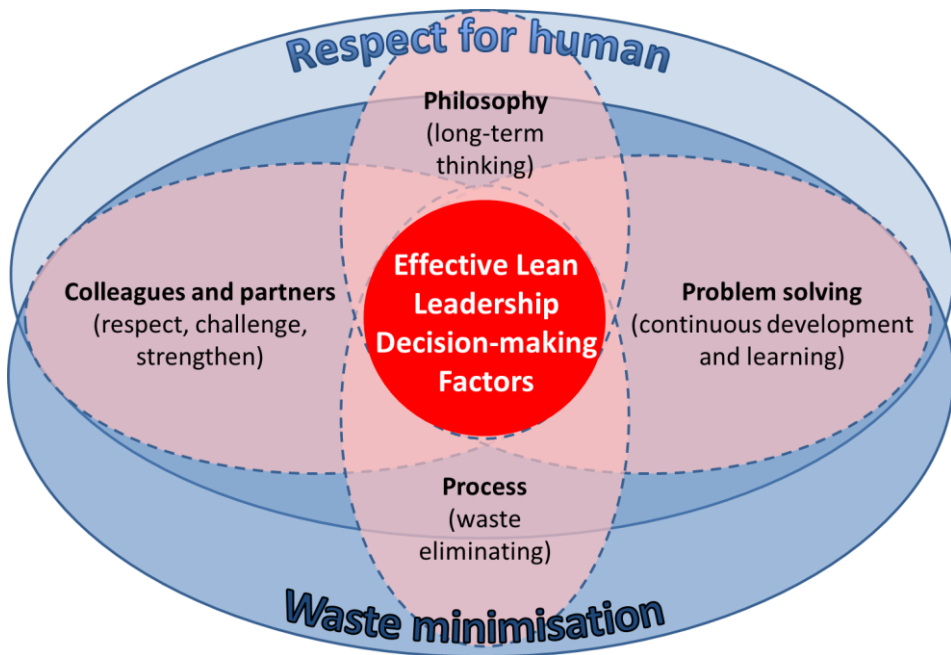 Respect for human
Philosophy
(long-term
thinking)
Colleagues and partners
(respect, challenge,
strengthen)
Effective Lean
Leadership
Decision-making
Factors
Problem solving
(continuous development
and learning)
Process
(waste
eliminating)
Waste minimisation